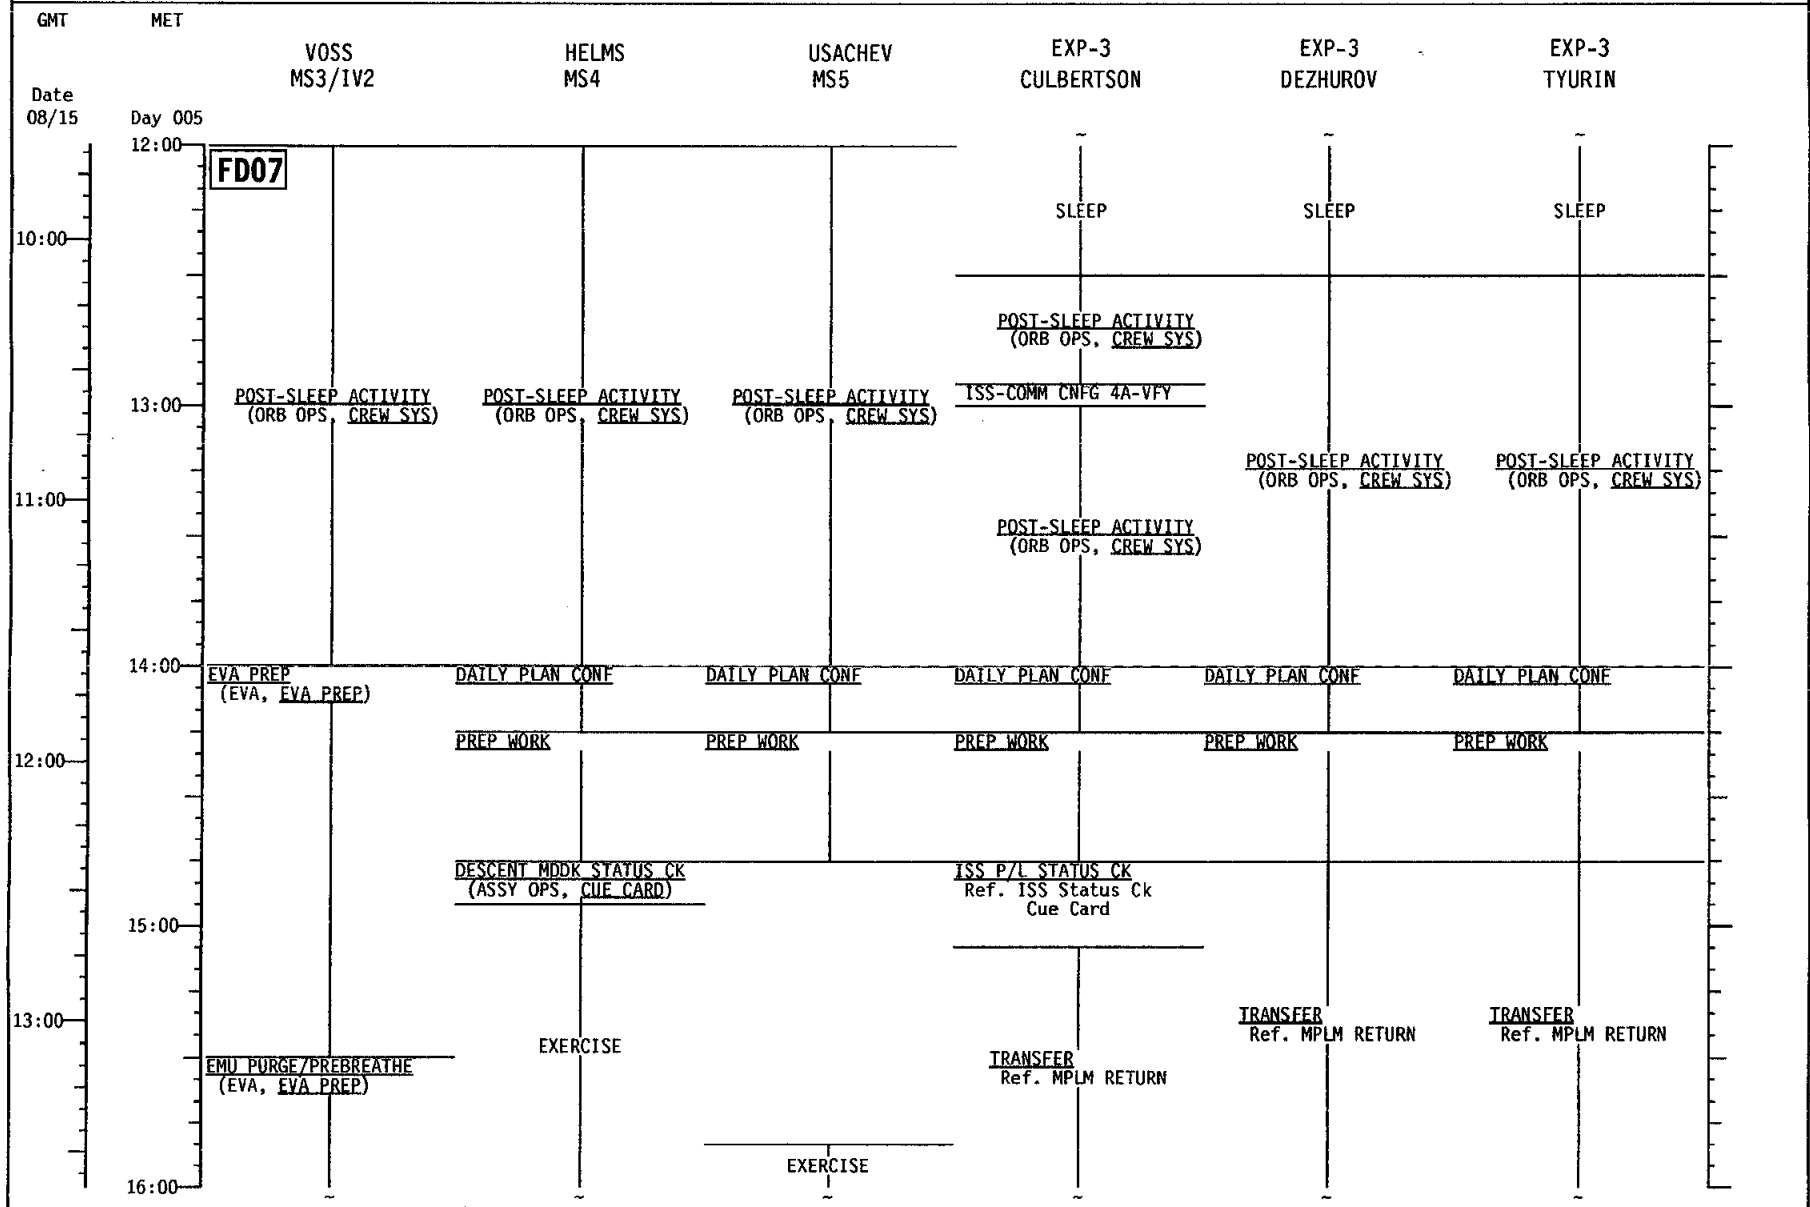 GMT MET
VOSS HELMS USACHEV EXP-3 EXP-3 EXP-3
MS3/IV2 MS4 MS5 CULBERTSON DEZHUROV TYURIN
Date
08/15 Day 005
12:00
FD07
SLEEP SLEEP SLEEP
10:00
POST-SLEEP ACTIVITY
(ORB OPS, CREW SYS)
ISS-COMM CNFG 4A-VFY
POST-SLEEP ACTIVITY POST-SLEEP ACTIVITY POST-SLEEP ACTIVITY
13:00
(ORB OPS, CREW SYS) (ORB OPS, CREW SYS) (ORB OPS, CREW SYS)
POST-SLEEP ACTIVITY POST-SLEEP ACTIVITY
(ORB OPS, CREW SYS) (ORB OPS, CREW SYS)
11:00
POST-SLEEP ACTIVITY
(ORB OPS, CREW SYS)
14:00
EVA PREP DAILY PLAN CONF DAILY PLAN CONF DAILY PLAN CONF DAILY PLAN CONF DAILY PLAN CONF
(EVA, EVA PREP)
PREP WORK PREP WORK PREP WORK PREP WORK PREP WORK
12:00
DESCENT MDDK STATUS CK ISS P/L STATUS CK
(ASSY OPS, CUE CARD) Ref. ISS Status Ck
Cue Card
15:00
TRANSFER TRANSFER
13:00
Ref. MPLM RETURN Ref. MPLM RETURN
EXERCISE
TRANSFER
EMU PURGE/PREBREATHE
Ref. MPLM RETURN
(EVA, EVA PREP)
EXERCISE
16:00